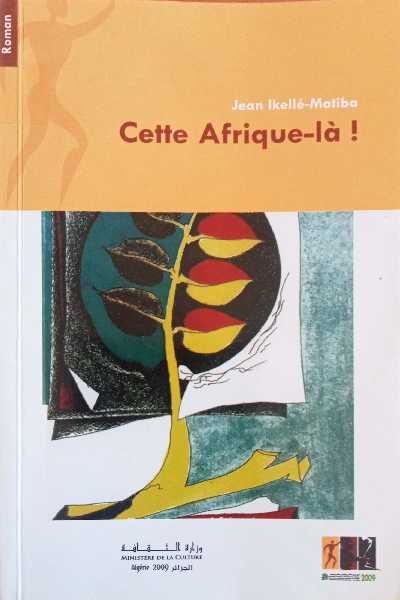 Roman
Jean Ikellé-Matiba
Cette Afrique-là !
وزارة الثقافة
MINISTÈRE DE LA CULTURE
Algérie 2009 الجزائر
2009